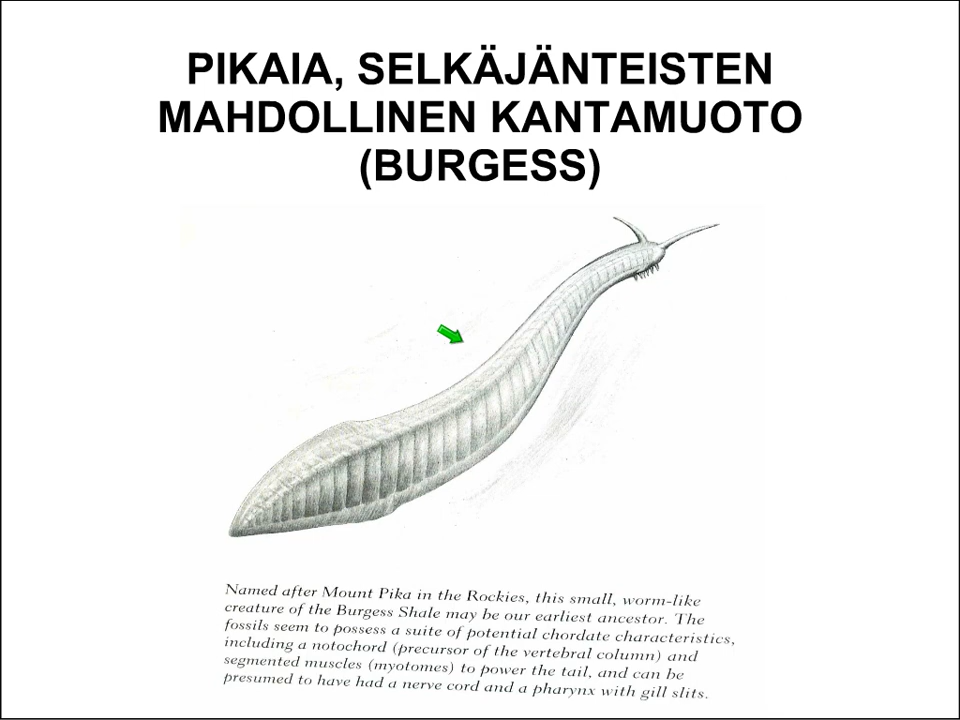 PIKAIA, SELKÄJÄNTEISTEN
MAHDOLLINEN KANTAMUOTO
(BURGESS)
Named after Mount Pika in the Rockies, this small, worm-like
creature of the Burgess Shale may be our earliest ancestor. The
fossils seem to possess a suite of potential chordate characteristics,
including a notochord (precursor of the vertebral column) and
segmented muscles (myotomes) to power the tail, and can be
presumed to have had a nerve cord and a pharynx with gill slits.